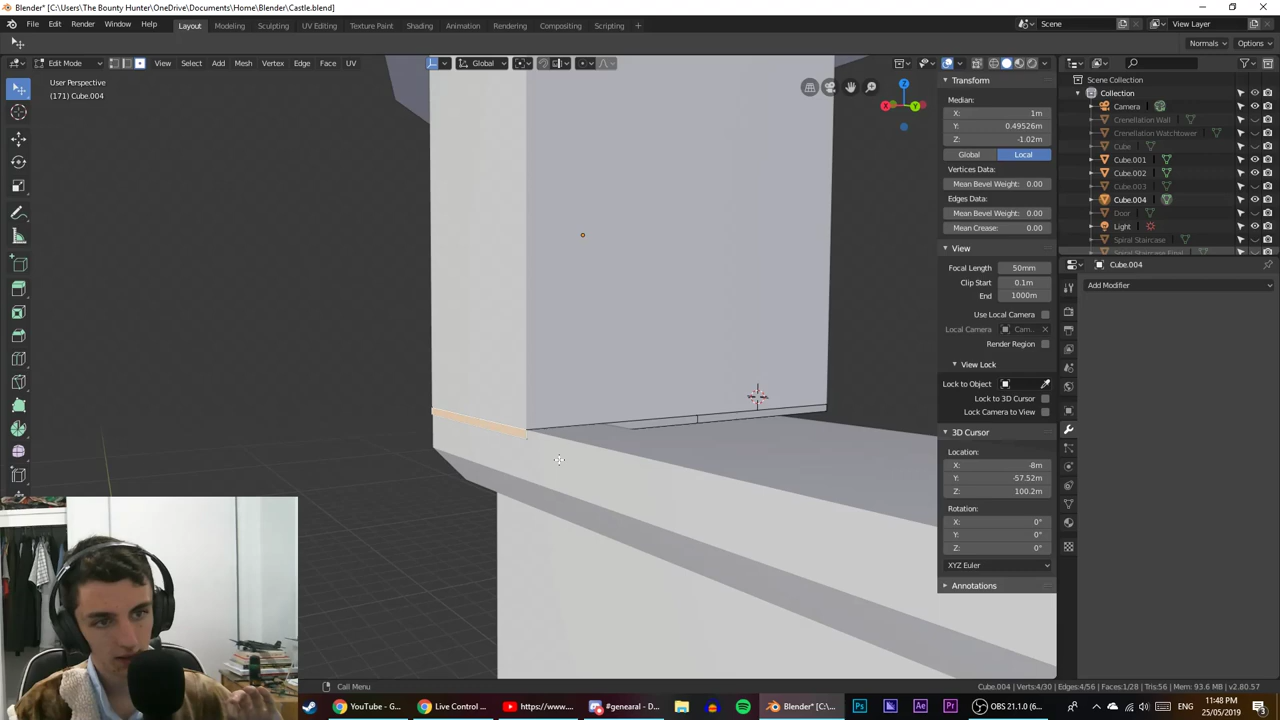 Blender* [C:\Users\The Bounty Hunter\OneDrive\Documents\Home\Blender\Castle.blend]
File Edit Render Window Help Layout Modeling Sculpting UV Editing Texture Paint Shading Animation Rendering Compositing Scripting + Scene View Layer
Normals Options
Edit Mode View Select Add Mesh Vertex Edge Face UV Global
User Perspective
(171) Cube.004
Transform
Median:
X: 1m
Y: 0.49526m
Z: -1.02m
Global Local
Vertices Data:
Mean Bevel Weight: 0.00
Edges Data:
Mean Bevel Weight: 0.00
Mean Crease: 0.00
View
Focal Length 50mm
Clip Start 0.1m
End 1000m
Use Local Camera
Local Camera Cam..
Render Region
View Lock
Lock to Object
Lock to 3D Cursor
Lock Camera to View
3D Cursor
Location:
X: -8m
Y: -57.52m
Z: 100.2m
Rotation:
X: 0°
Y: 0°
Z: 0°
XYZ Euler
Annotations
Scene Collection
Collection
Camera
Crenellation Wall
Crenellation Watchtower
Cube
Cube.001
Cube.002
Cube.003
Cube.004
Door
Light
Spiral Staircase
Spiral Staircase Final
Cube.004
Add Modifier
X Y Z
Call Menu
Cube.004 | Verts:4/30 | Edges:4/56 | Faces:1/28 | Tris:56 | Mem: 93.6 MB | v2.80.57
YouTube - G...
Live Control ...
https://www....
#genearal - D...
Blender* [C:\...
Ps
Ae
Pr
OBS 21.1.0 (6...
ENG
11:48 PM
25/05/2019